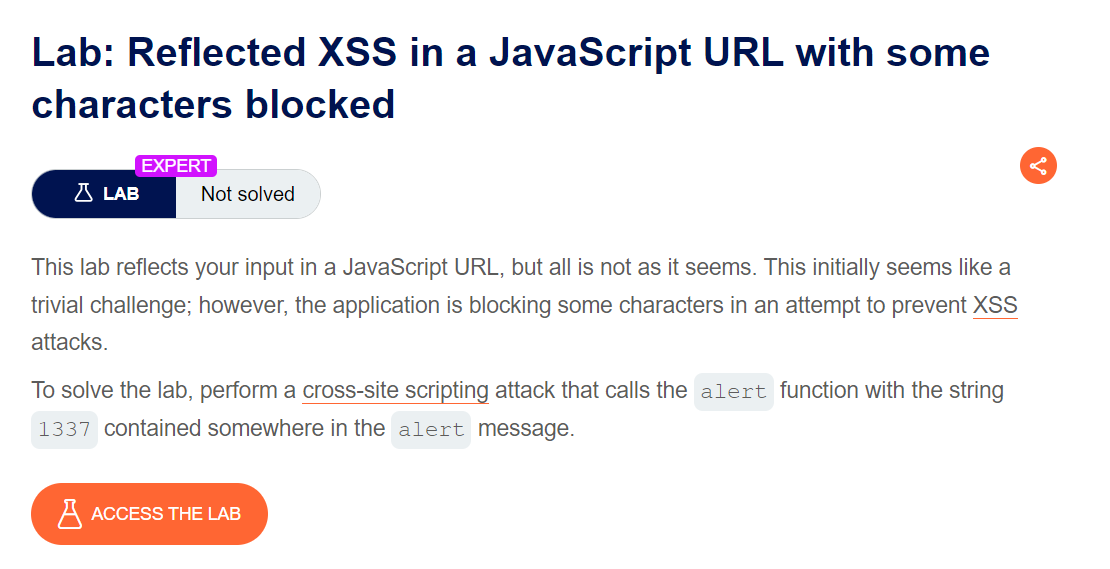 Lab: Reflected XSS in a JavaScript URL with some
characters blocked
EXPERT
LAB Not solved
This lab reflects your input in a JavaScript URL, but all is not as it seems. This initially seems like a
trivial challenge; however, the application is blocking some characters in an attempt to prevent XSS
attacks.
To solve the lab, perform a cross-site scripting attack that calls the alert function with the string
1337 contained somewhere in the alert message.
ACCESS THE LAB